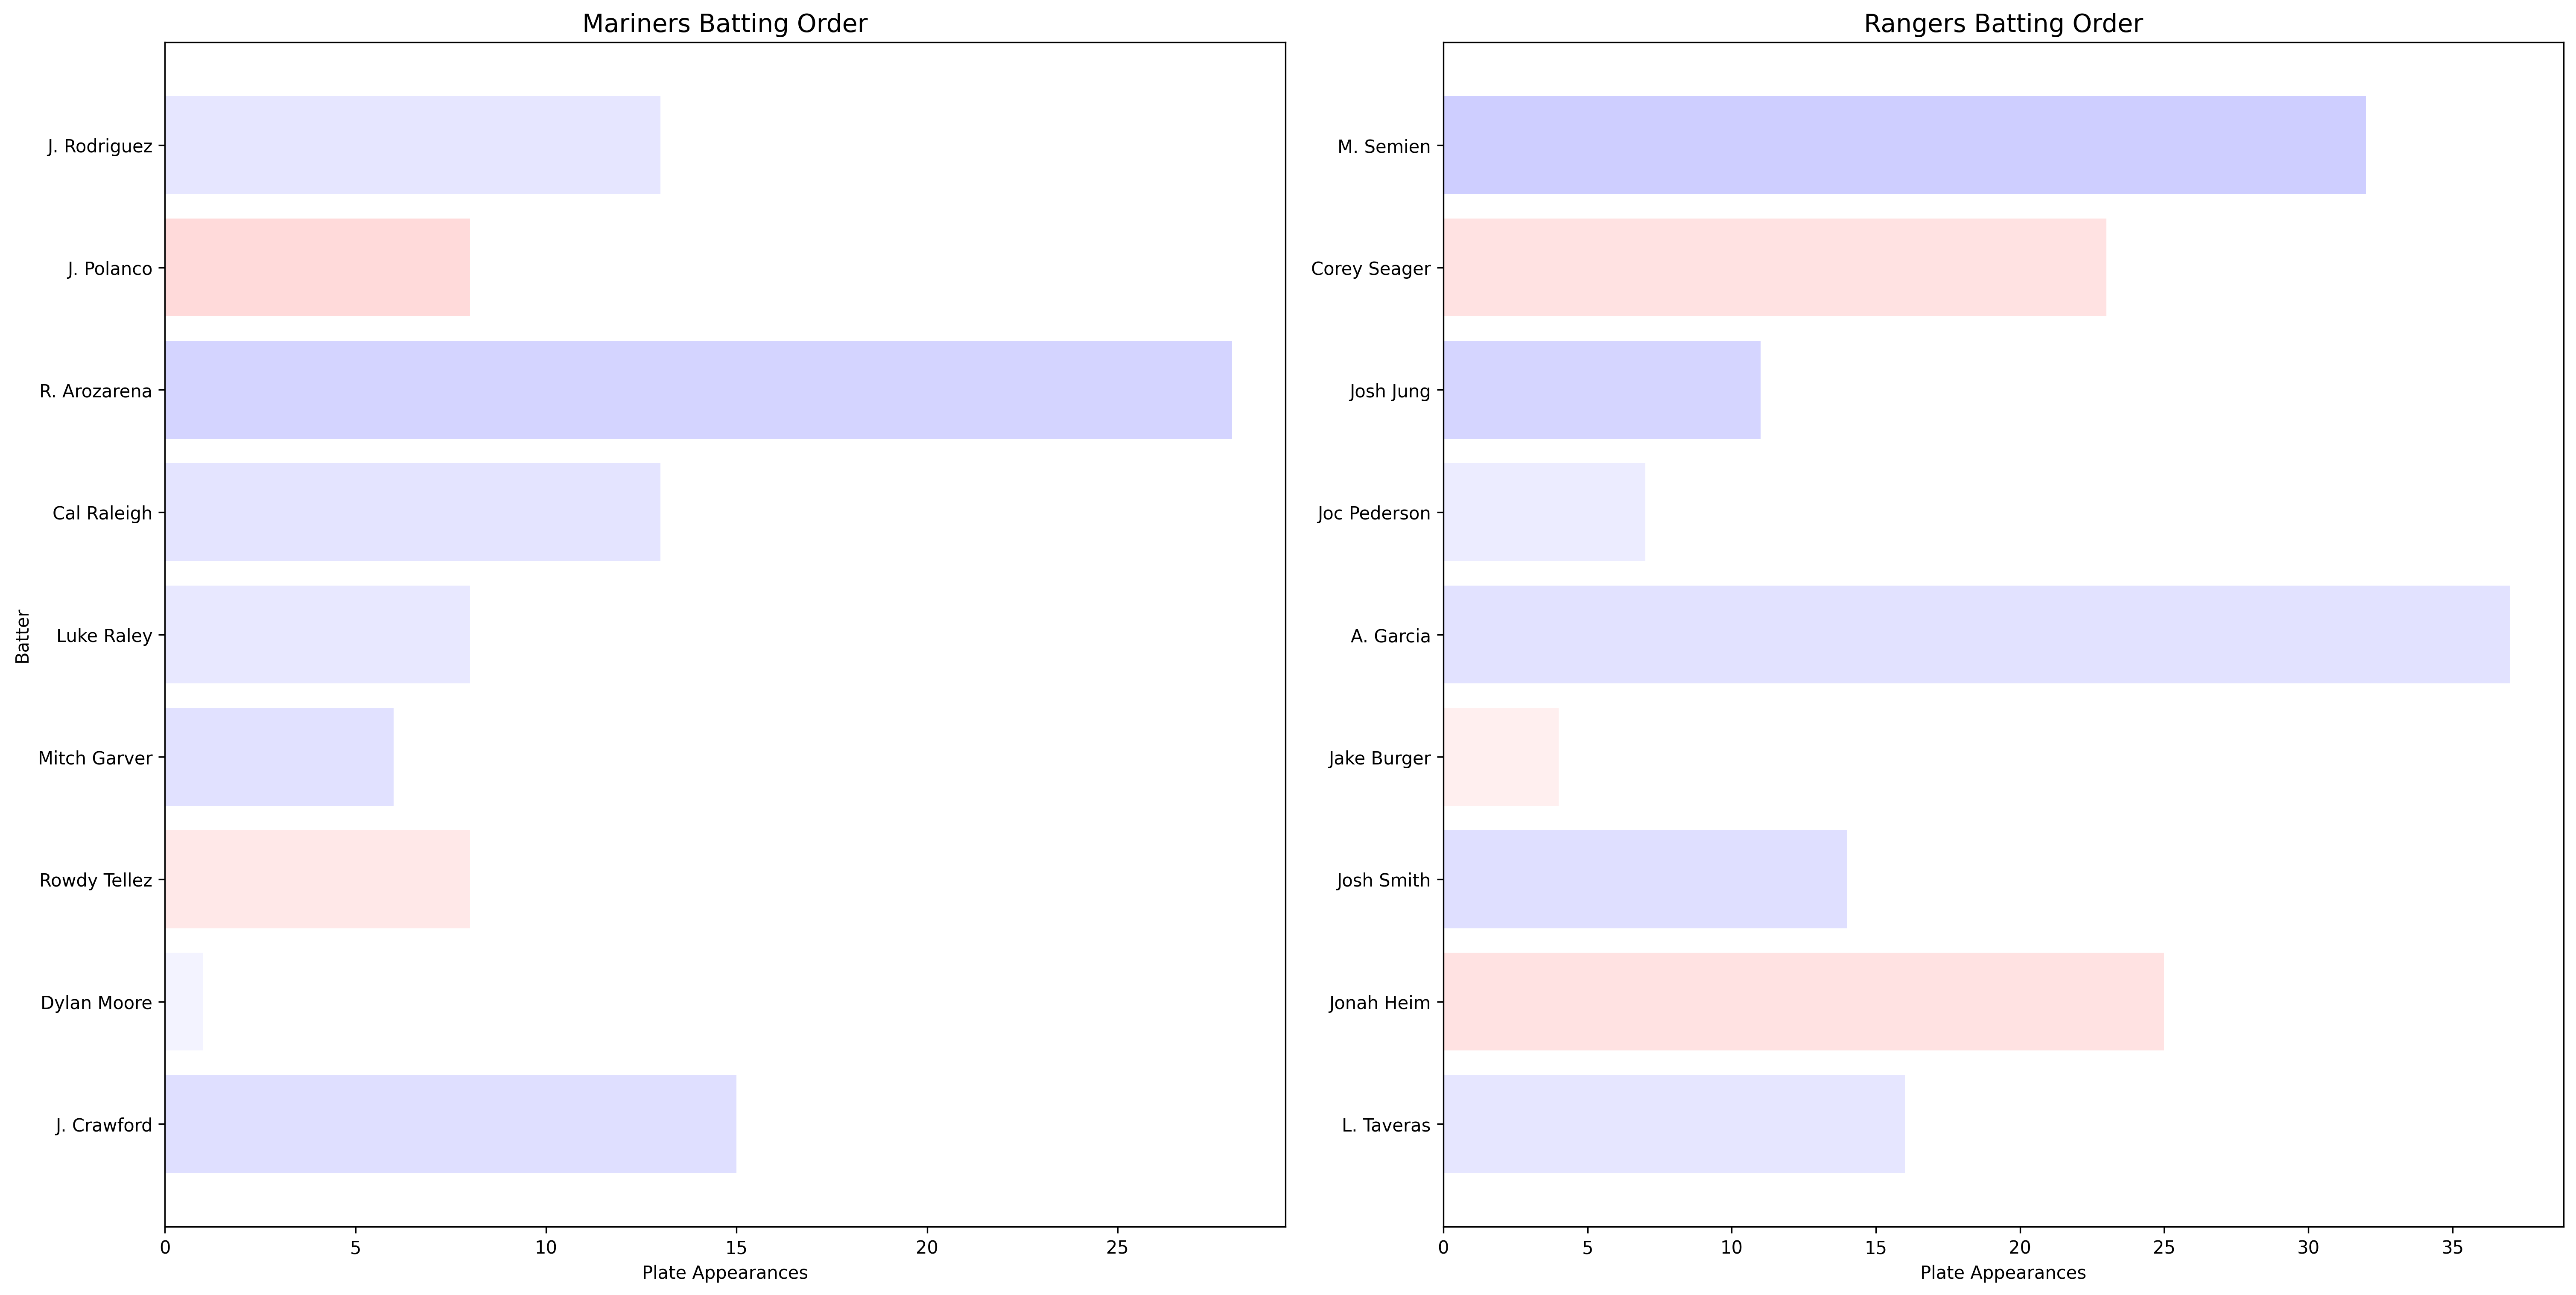 Mariners Batting Order
Batter
J. Rodriguez
J. Polanco
R. Arozarena
Cal Raleigh
Luke Raley
Mitch Garver
Rowdy Tellez
Dylan Moore
J. Crawford
0 5 10 15 20 25
Plate Appearances
Rangers Batting Order
M. Semien
Corey Seager
Josh Jung
Joc Pederson
A. Garcia
Jake Burger
Josh Smith
Jonah Heim
L. Taveras
0 5 10 15 20 25 30 35
Plate Appearances